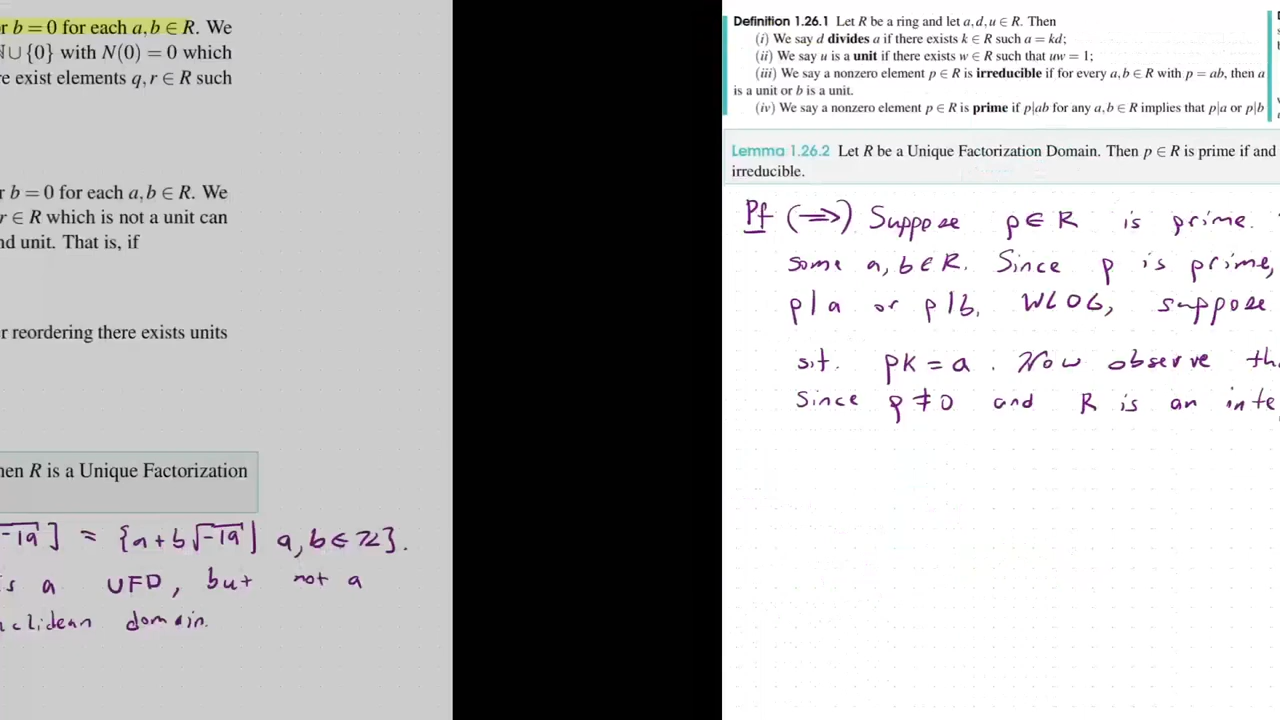 or b = 0 for each a, b ∈ R. We
ℕ ∪ {0} with N(0) = 0 which
re exist elements q, r ∈ R such
r b = 0 for each a, b ∈ R. We
r ∈ R which is not a unit can
nd unit. That is, if
er reordering there exists units
hen R is a Unique Factorization
√-19] = {a+b√-19 | a, b ∈ ℤ}.
is a UFD, but not a
uclidean domain.
Definition 1.26.1 Let R be a ring and let a, d, u ∈ R. Then
(i) We say d divides a if there exists k ∈ R such a = kd;
(ii) We say u is a unit if there exists w ∈ R such that uw = 1;
(iii) We say a nonzero element p ∈ R is irreducible if for every a, b ∈ R with p = ab, then a
is a unit or b is a unit.
(iv) We say a nonzero element p ∈ R is prime if p|ab for any a, b ∈ R implies that p|a or p|b
Lemma 1.26.2 Let R be a Unique Factorization Domain. Then p ∈ R is prime if and
irreducible.
Pf (⟹) Suppose p ∈ R is prime.
some a, b ∈ R. Since p is prime,
p|a or p|b. WLOG, suppose
s.t. pk = a. Now observe th
Since p ≠ 0 and R is an inte